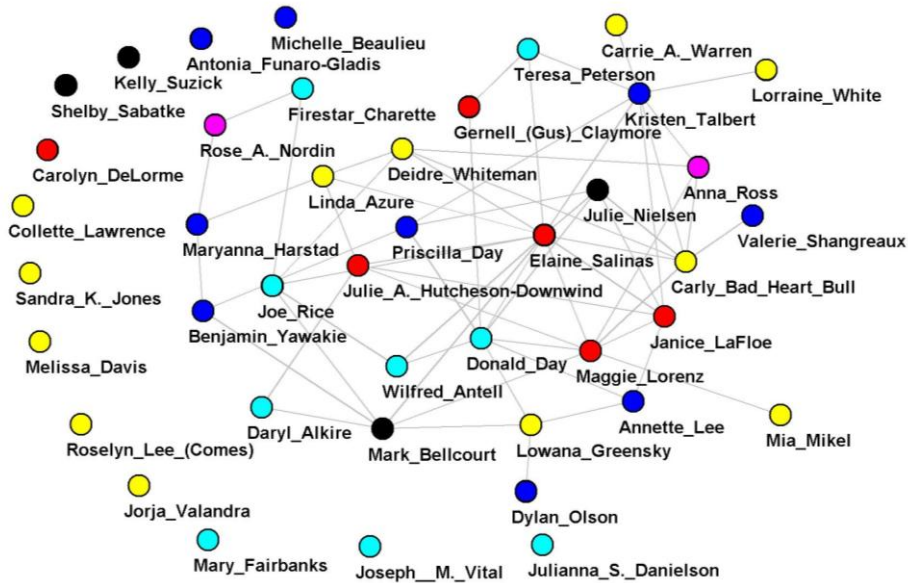 Michelle_Beaulieu
Antonia_Funaro-Gladis
Carrie_A._Warren
Kelly_Suzick
Teresa_Peterson
Lorraine_White
Shelby_Sabatke
Firestar_Charette
Kristen_Talbert
Gernell_(Gus)_Claymore
Rose_A._Nordin
Carolyn_DeLorme
Deidre_Whiteman
Anna_Ross
Linda_Azure
Julie_Nielsen
Collette_Lawrence
Maryanna_Harstad
Priscilla_Day
Elaine_Salinas
Valerie_Shangreaux
Sandra_K._Jones
Julie_A._Hutcheson-Downwind
Carly_Bad_Heart_Bull
Joe_Rice
Benjamin_Yawakie
Janice_LaFloe
Melissa_Davis
Donald_Day
Maggie_Lorenz
Wilfred_Antell
Annette_Lee
Daryl_Alkire
Mia_Mikel
Roselyn_Lee_(Comes)
Mark_Bellcourt
Lowana_Greensky
Jorja_Valandra
Dylan_Olson
Mary_Fairbanks
Joseph__M._Vital
Julianna_S._Danielson